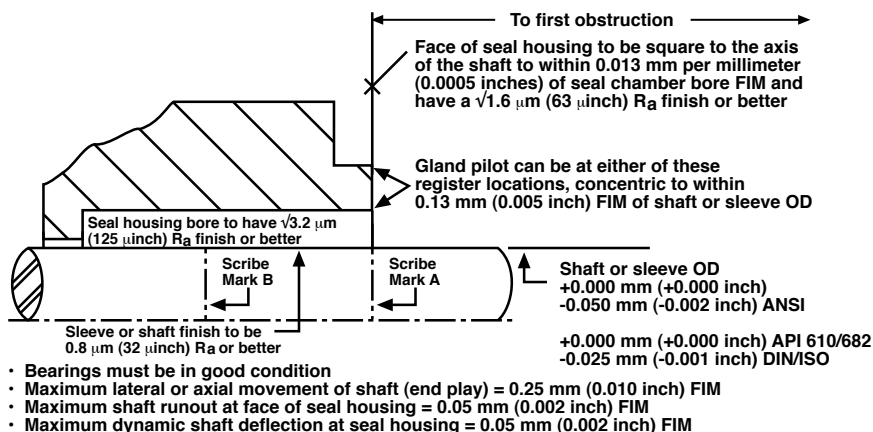 To first obstruction
Face of seal housing to be square to the axis
of the shaft to within 0.013 mm per millimeter
(0.0005 inches) of seal chamber bore FIM and
have a √1.6 µm (63 µinch) Ra finish or better
Gland pilot can be at either of these
register locations, concentric to within
0.13 mm (0.005 inch) FIM of shaft or sleeve OD
Seal housing bore to have √3.2 µm
(125 µinch) Ra finish or better
Scribe
Mark B
Scribe
Mark A
Shaft or sleeve OD
+0.000 mm (+0.000 inch)
-0.050 mm (-0.002 inch) ANSI
+0.000 mm (+0.000 inch) API 610/682
-0.025 mm (-0.001 inch) DIN/ISO
Sleeve or shaft finish to be
0.8 µm (32 µinch) Ra or better
• Bearings must be in good condition
• Maximum lateral or axial movement of shaft (end play) = 0.25 mm (0.010 inch) FIM
• Maximum shaft runout at face of seal housing = 0.05 mm (0.002 inch) FIM
• Maximum dynamic shaft deflection at seal housing = 0.05 mm (0.002 inch) FIM